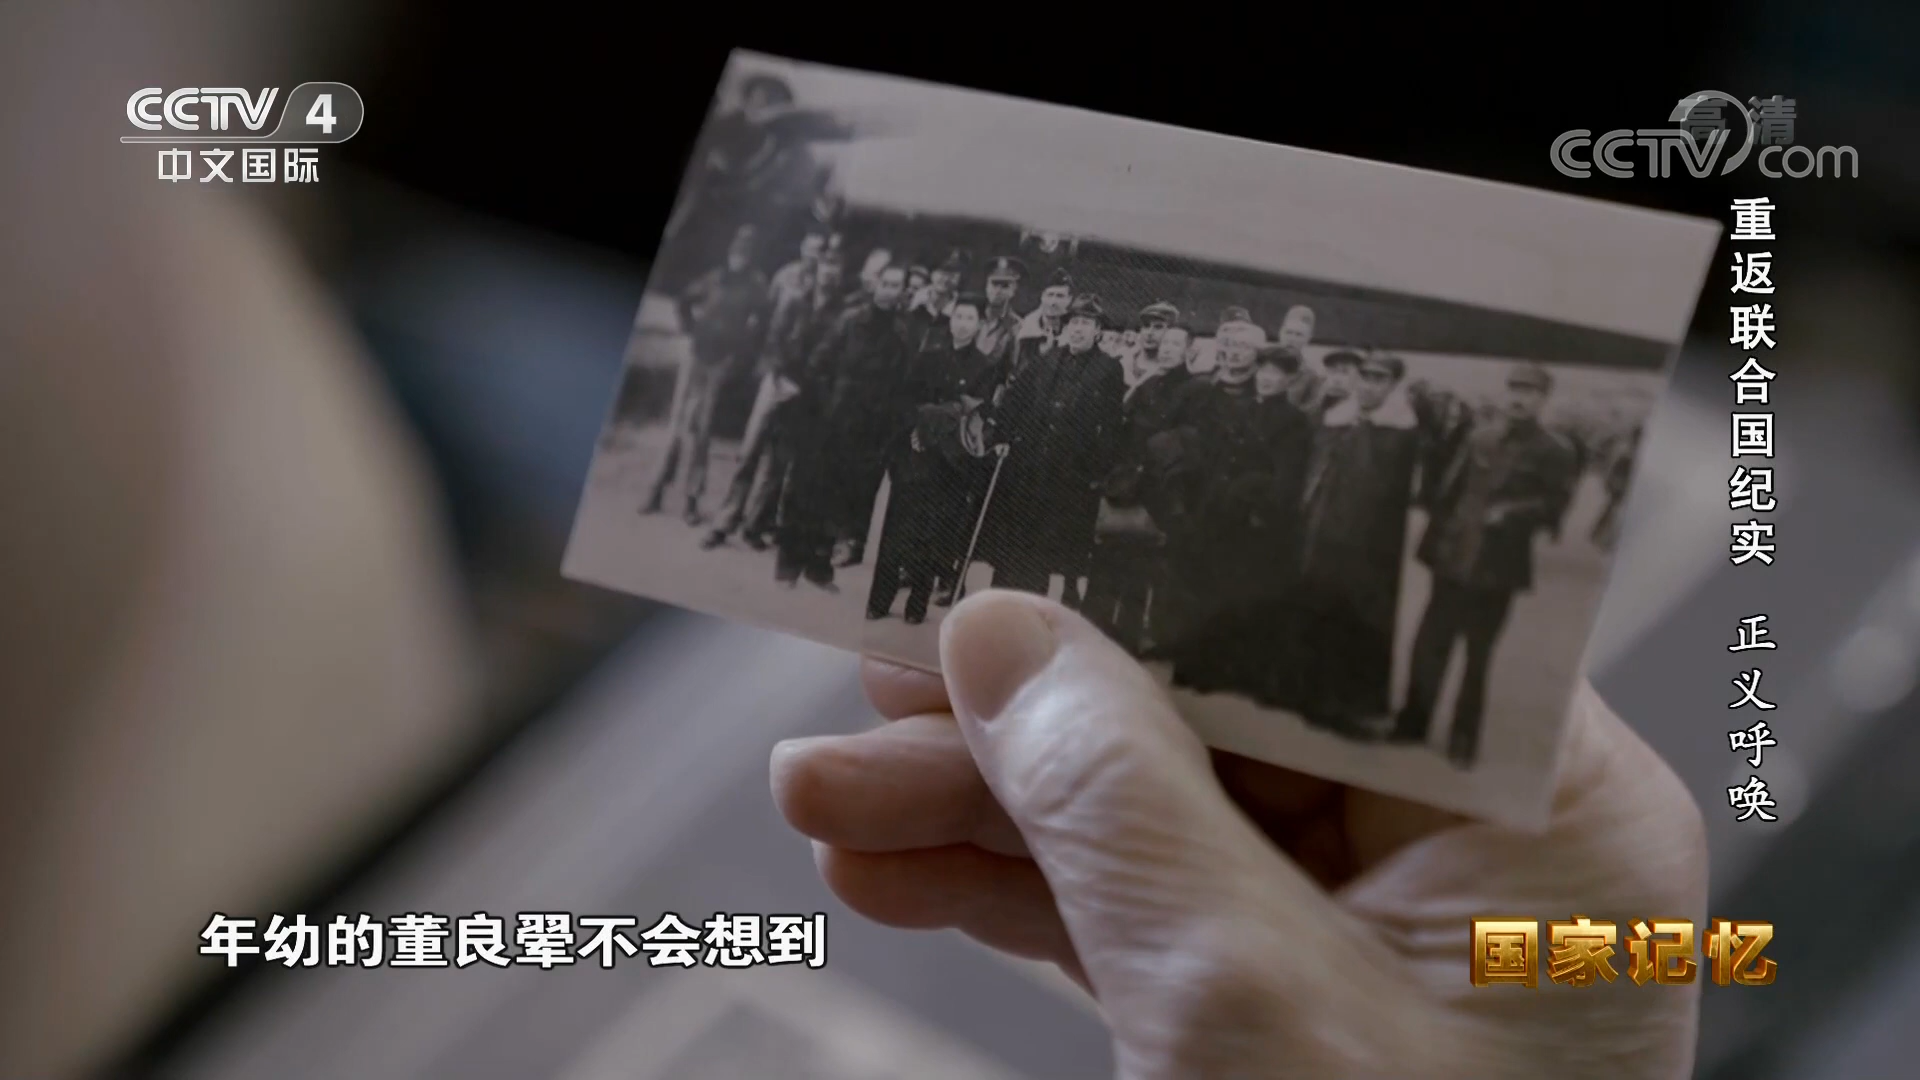 CCTV 4
中文国际
高清
CCTV.com
重返联合国纪实 正义呼唤
年幼的董良翚不会想到
国家记忆